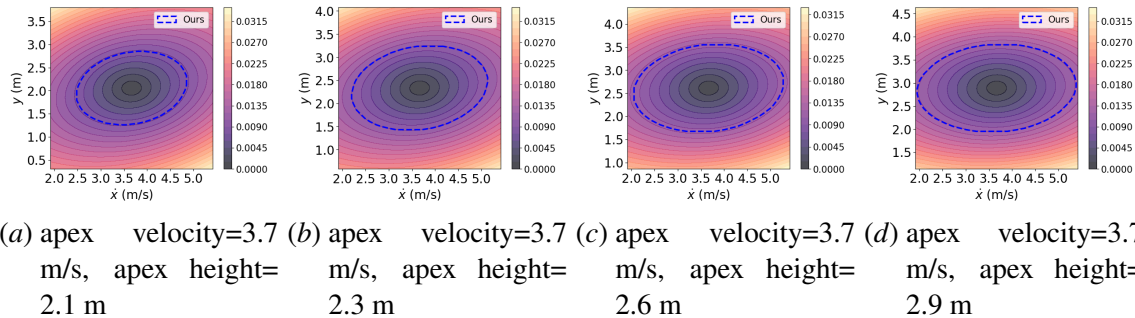 3.5
3.0
2.5
2.0
1.5
1.0
0.5
y (m)
2.0 2.5 3.0 3.5 4.0 4.5 5.0
ẋ (m/s)
Ours
0.0315
0.0270
0.0225
0.0180
0.0135
0.0090
0.0045
0.0000
4.0
3.5
3.0
2.5
2.0
1.5
1.0
y (m)
2.0 2.5 3.0 3.5 4.0 4.5 5.0
ẋ (m/s)
Ours
0.0315
0.0270
0.0225
0.0180
0.0135
0.0090
0.0045
0.0000
4.0
3.5
3.0
2.5
2.0
1.5
1.0
y (m)
2.0 2.5 3.0 3.5 4.0 4.5 5.0
ẋ (m/s)
Ours
0.0315
0.0270
0.0225
0.0180
0.0135
0.0090
0.0045
0.0000
4.5
4.0
3.5
3.0
2.5
2.0
1.5
y (m)
2.0 2.5 3.0 3.5 4.0 4.5 5.0
ẋ (m/s)
Ours
0.0315
0.0270
0.0225
0.0180
0.0135
0.0090
0.0045
0.0000
(a) apex velocity=3.7
m/s, apex height=
2.1 m
(b) apex velocity=3.7
m/s, apex height=
2.3 m
(c) apex velocity=3.7
m/s, apex height=
2.6 m
(d) apex velocity=3.7
m/s, apex height=
2.9 m